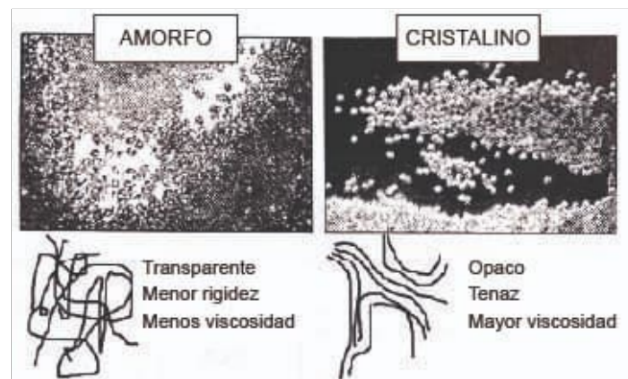 AMORFO
CRISTALINO
Transparente
Menor rigidez
Menos viscosidad
Opaco
Tenaz
Mayor viscosidad